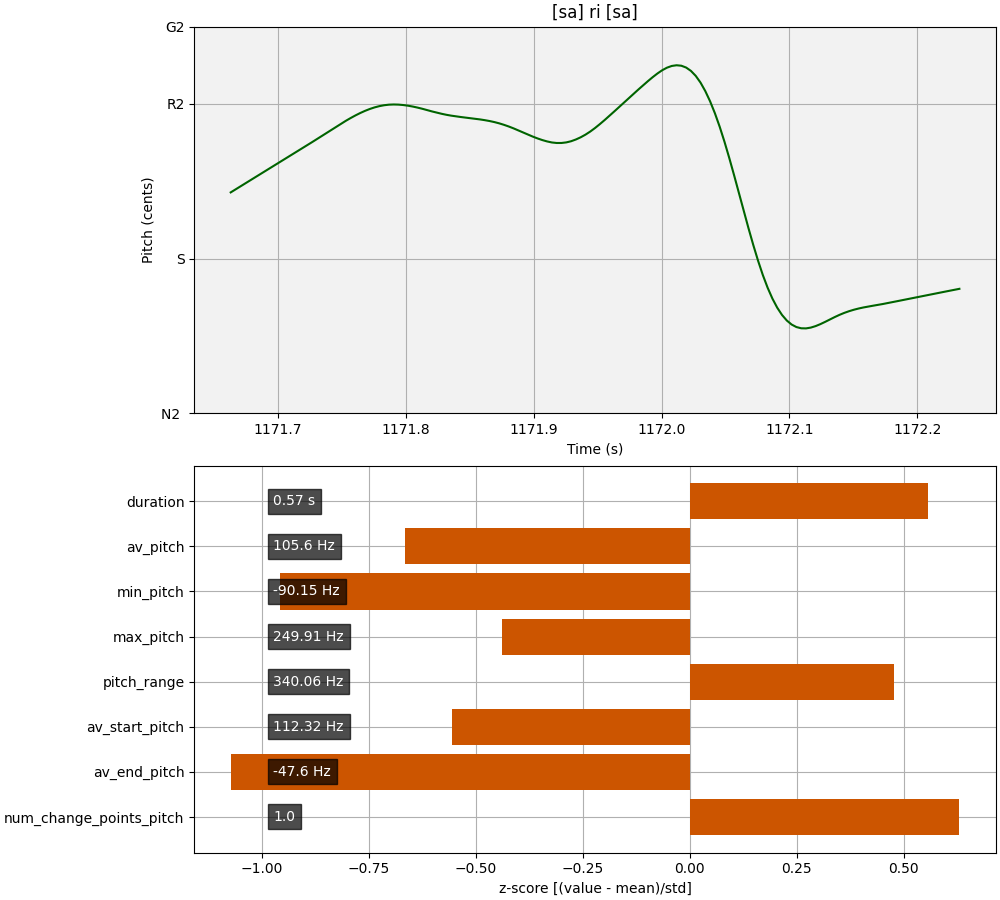 [sa] ri [sa]
G2
R2
S
N2
Pitch (cents)
1171.7 1171.8 1171.9 1172.0 1172.1 1172.2
Time (s)
duration 0.57 s
av_pitch 105.6 Hz
min_pitch -90.15 Hz
max_pitch 249.91 Hz
pitch_range 340.06 Hz
av_start_pitch 112.32 Hz
av_end_pitch -47.6 Hz
num_change_points_pitch 1.0
−1.00 −0.75 −0.50 −0.25 0.00 0.25 0.50
z-score [(value - mean)/std]